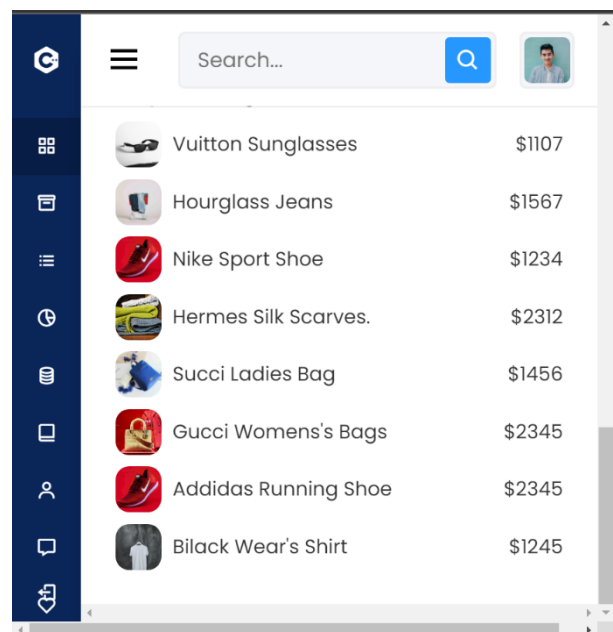 Search...
Vuitton Sunglasses $1107
Hourglass Jeans $1567
Nike Sport Shoe $1234
Hermes Silk Scarves. $2312
Succi Ladies Bag $1456
Gucci Womens's Bags $2345
Addidas Running Shoe $2345
Bilack Wear's Shirt $1245